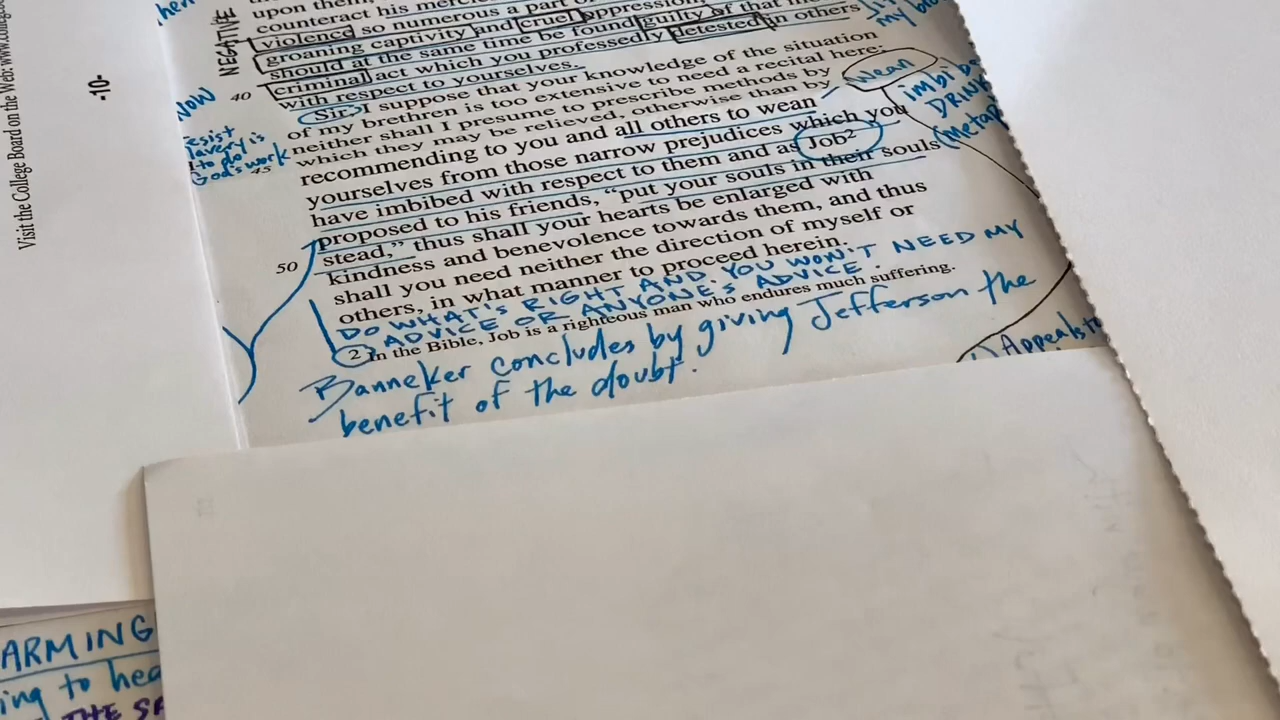 Visit the College Board on the Web: www.colleg
-10-
then
NEGATIVE
upon them,
counteract his
violence so numerous a part
groaning captivity and cruel oppression,
should at the same time be found guilty of that
criminal act which you professedly detested in others
with respect to yourselves.
40
Sir, I suppose that your knowledge of the situation
of my brethren is too extensive to need a recital here;
neither shall I presume to prescribe methods by
which they may be relieved, otherwise than by
recommending to you and all others to wean
45
yourselves from those narrow prejudices which you
have imbibed with respect to them and as Job2
proposed to his friends, “put your souls in their souls
stead,” thus shall your hearts be enlarged with
kindness and benevolence towards them, and thus
50
shall you need neither the direction of myself or
others, in what manner to proceed herein.
DO WHAT'S RIGHT AND YOU WON'T NEED MY
ADVICE OR ANYONE'S ADVICE.
2 In the Bible, Job is a righteous man who endures much suffering.
Banneker concludes by giving Jefferson the
benefit of the doubt.
NOW
esist
lavery is
to do
God's work
Wean
imbibe
DRINK
(Metap
1) Appeals to
ARMING
ing to hea
THE SA